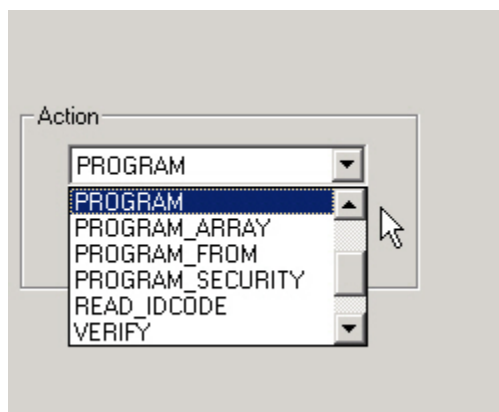 Action
PROGRAM
PROGRAM
PROGRAM_ARRAY
PROGRAM_FROM
PROGRAM_SECURITY
READ_IDCODE
VERIFY